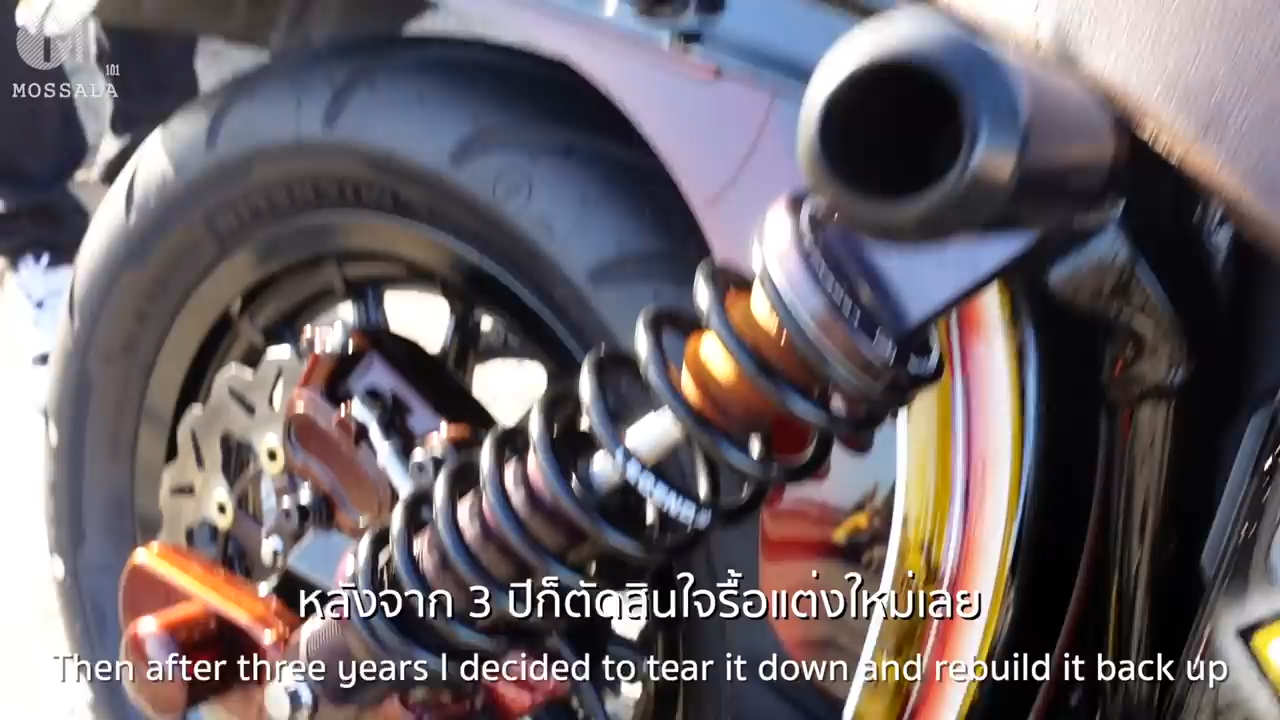 101
MOSSADA
หลังจาก 3 ปีก็ตัดสินใจรื้อแต่งใหม่เลย
Then after three years I decided to tear it down and rebuild it back up